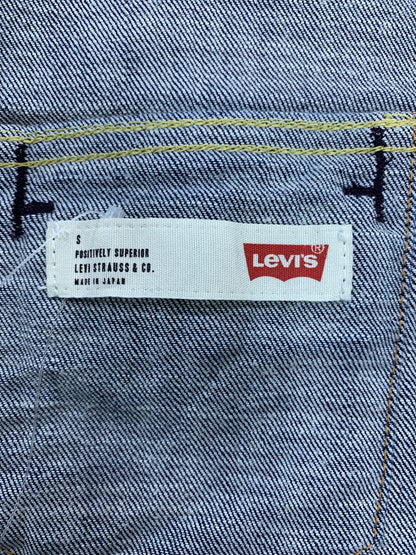 S
POSITIVELY SUPERIOR
LEVI STRAUSS & CO.
MADE IN JAPAN
LEVI'S®